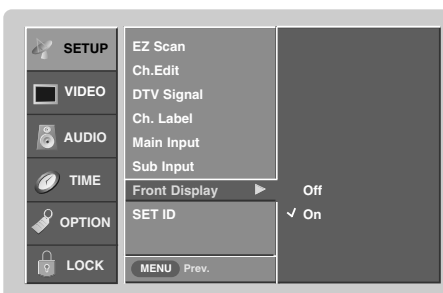 SETUP
VIDEO
AUDIO
TIME
OPTION
LOCK
EZ Scan
Ch.Edit
DTV Signal
Ch. Label
Main Input
Sub Input
Front Display
SET ID
MENU Prev.
Off
On